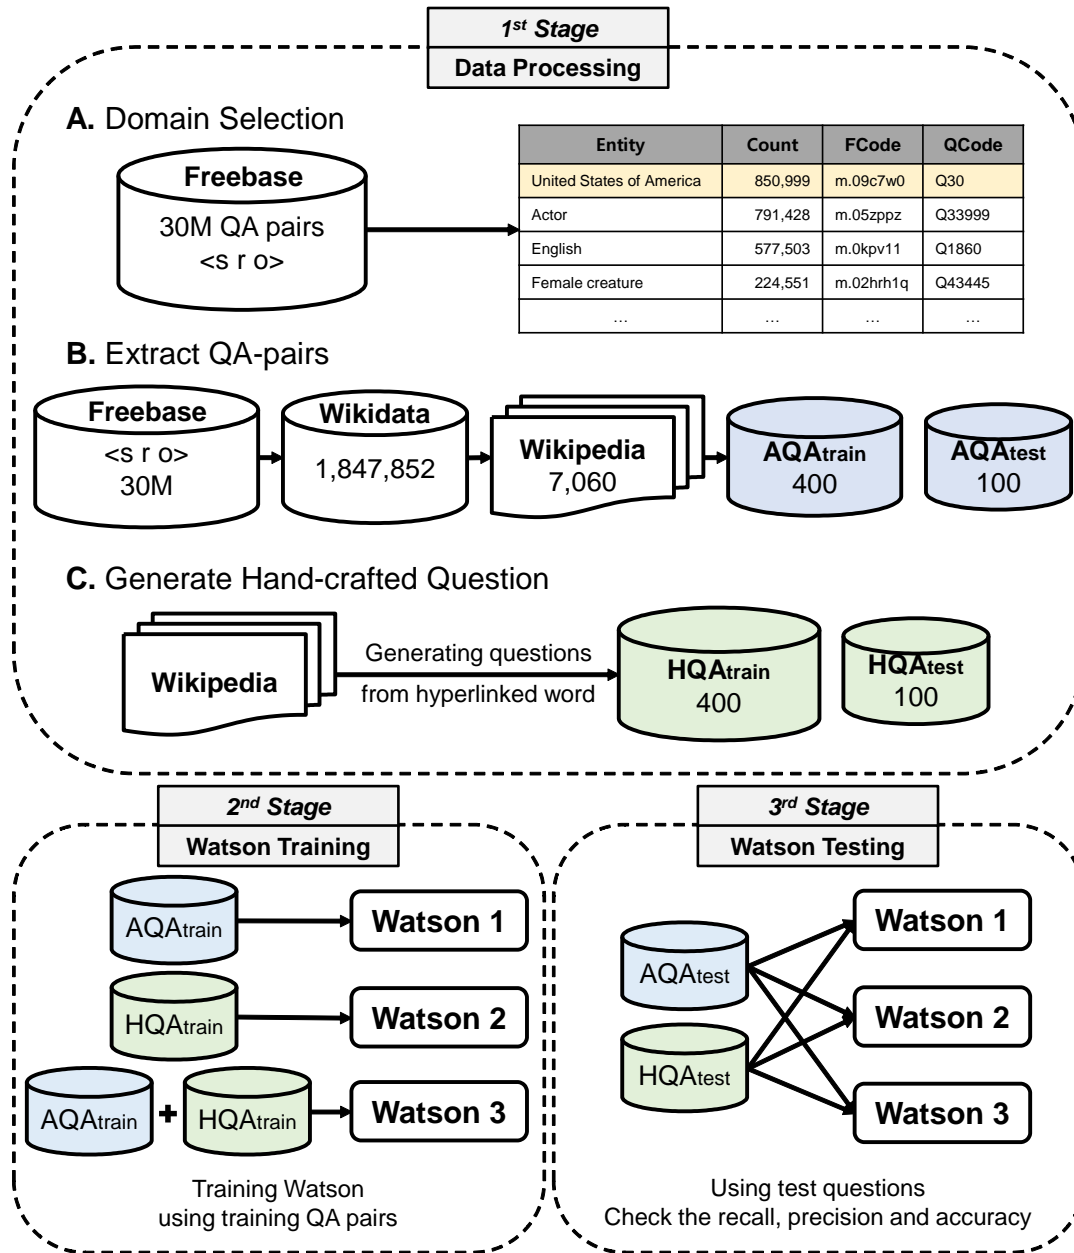 1st Stage
Data Processing
A. Domain Selection
Freebase
30M QA pairs
<s r o>
Entity Count FCode QCode
United States of America 850,999 m.09c7w0 Q30
Actor 791,428 m.05zppz Q33999
English 577,503 m.0kpv11 Q1860
Female creature 224,551 m.02hrh1q Q43445
... ... ... ...
B. Extract QA-pairs
Freebase
<s r o>
30M
Wikidata
1,847,852
Wikipedia
7,060
AQAtrain
400
AQAtest
100
C. Generate Hand-crafted Question
Wikipedia
Generating questions
from hyperlinked word
HQAtrain
400
HQAtest
100
2nd Stage
Watson Training
AQAtrain
Watson 1
HQAtrain
Watson 2
AQAtrain + HQAtrain
Watson 3
Training Watson
using training QA pairs
3rd Stage
Watson Testing
AQAtest
HQAtest
Watson 1
Watson 2
Watson 3
Using test questions
Check the recall, precision and accuracy